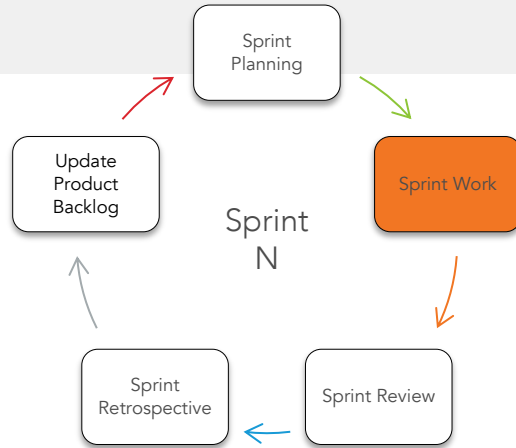 Sprint
Planning
Update
Product
Backlog
Sprint Work
Sprint
N
Sprint
Retrospective
Sprint Review